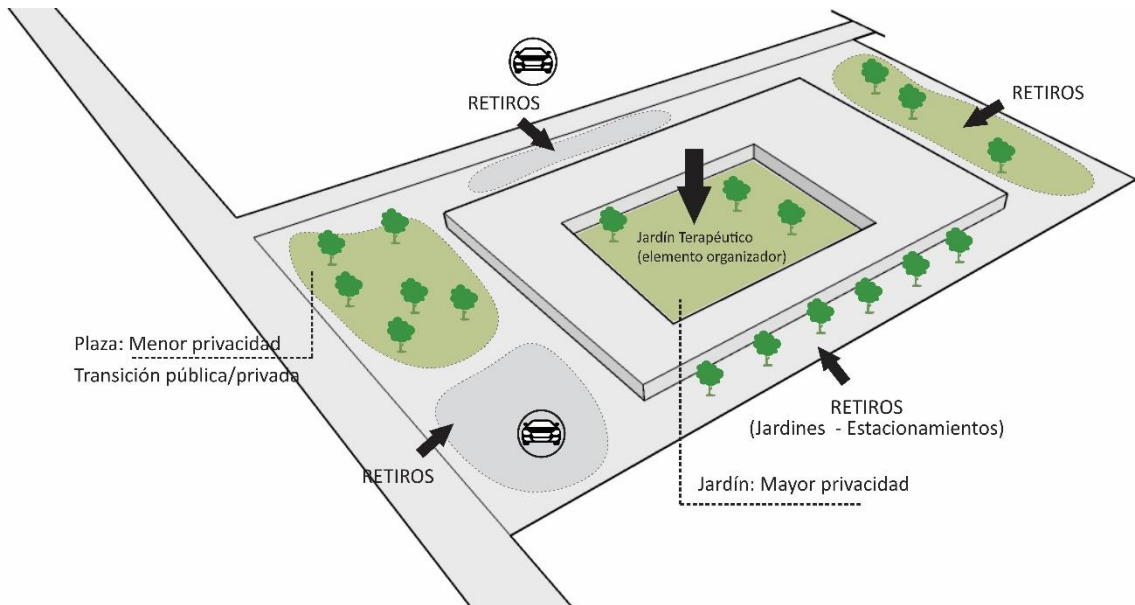 RETIROS
RETIROS
Jardín Terapéutico
(elemento organizador)
Plaza: Menor privacidad
Transición pública/privada
RETIROS
(Jardines - Estacionamientos)
RETIROS
Jardín: Mayor privacidad